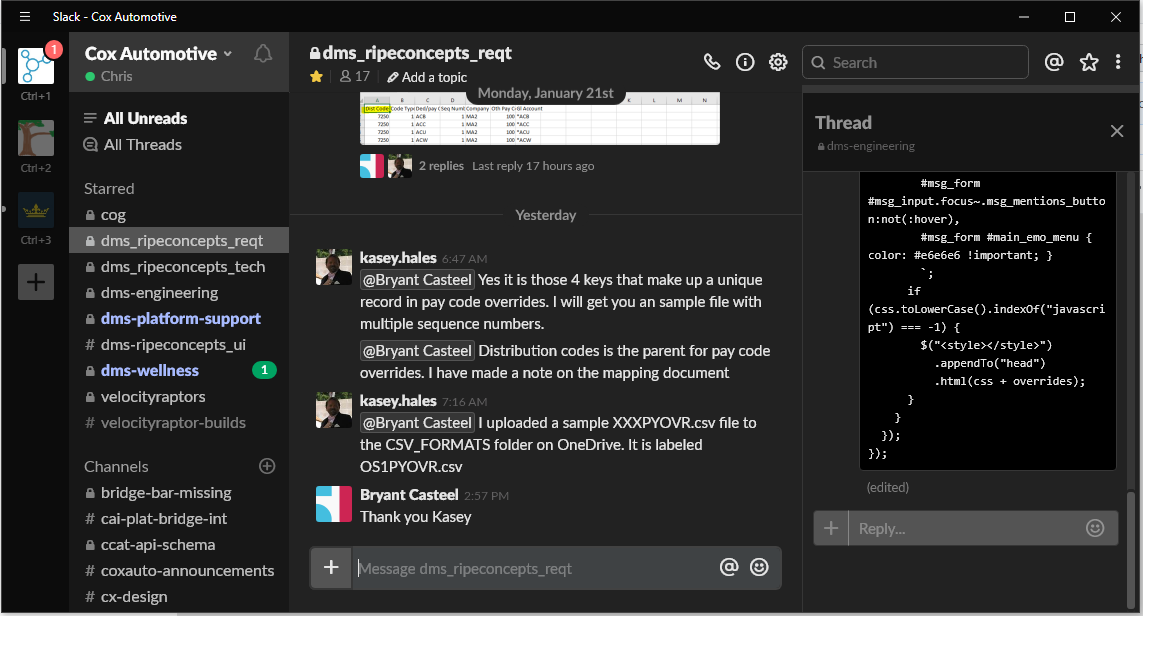 Slack - Cox Automotive
1
Ctrl+1
Ctrl+2
Ctrl+3
Cox Automotive
Chris
All Unreads
All Threads
Starred
cog
dms_ripeconcepts_reqt
dms_ripeconcepts_tech
dms-engineering
dms-platform-support
# dms-ripeconcepts_ui
dms-wellness 1
velocityraptors
# velocityraptor-builds
Channels
bridge-bar-missing
# cai-plat-bridge-int
ccat-api-schema
# coxauto-announcements
# cx-design
dms_ripeconcepts_reqt
17 | Add a topic
Search
Monday, January 21st
A B C D E F K L M N
Dist Code Code Type Ded/pay Seq Num Company Oth Pay Gl Account
7250 1 ACB 1 MA2 100 *ACB
7250 1 ACC 1 MA2 100 *ACC
7250 1 ACU 1 MA2 100 *ACU
7250 1 ACW 1 MA2 100 *ACW
2 replies Last reply 17 hours ago
Yesterday
kasey.hales 6:47 AM
@Bryant Casteel Yes it is those 4 keys that make up a unique
record in pay code overrides. I will get you an sample file with
multiple sequence numbers.
@Bryant Casteel Distribution codes is the parent for pay code
overrides. I have made a note on the mapping document
kasey.hales 7:16 AM
@Bryant Casteel I uploaded a sample XXXPYOVR.csv file to
the CSV_FORMATS folder on OneDrive. It is labeled
OS1PYOVR.csv
Bryant Casteel 2:57 PM
Thank you Kasey
Message dms_ripeconcepts_reqt
Thread
dms-engineering
#msg_form
#msg_input.focus~.msg_mentions_butto
n:not(:hover),
#msg_form #main_emo_menu {
color: #e6e6e6 !important; }
`;
if
(css.toLowerCase().indexOf("javascri
pt") === -1) {
$("<style></style>")
.appendTo("head")
.html(css + overrides);
}
}
});
});
(edited)
Reply...